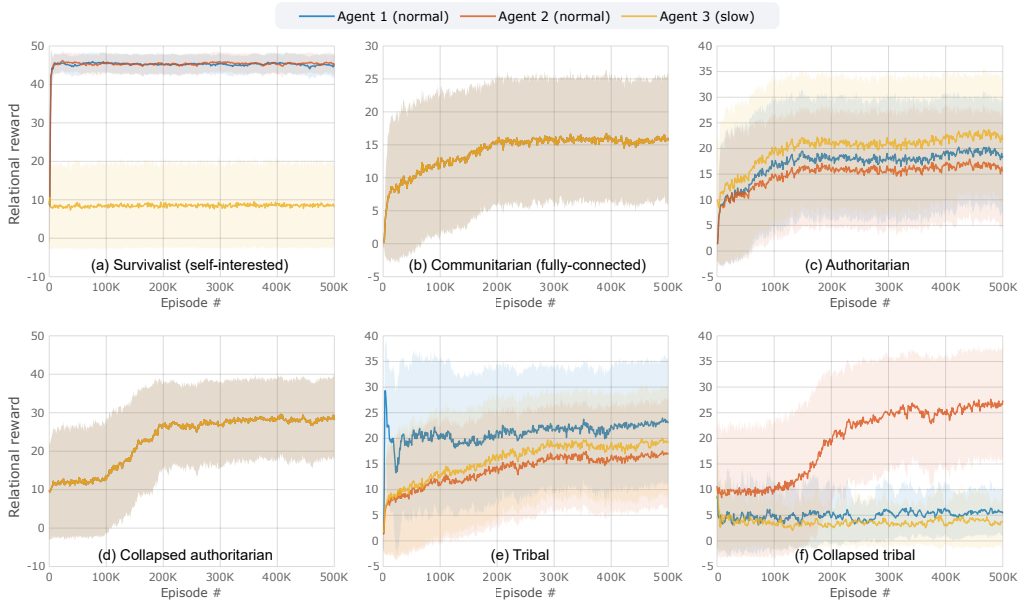 Agent 1 (normal) Agent 2 (normal) Agent 3 (slow)
50 40 30 20 10 0 -10
Relational reward
(a) Survivalist (self-interested)
0 100K 200K 300K 400K 500K
Episode #
30 25 20 15 10 5 0 -5
(b) Communitarian (fully-connected)
0 100K 200K 300K 400K 500K
Episode #
40 35 30 25 20 15 10 5 0 -5
(c) Authoritarian
0 100K 200K 300K 400K 500K
Episode #
50 40 30 20 10 0 -10
Relational reward
(d) Collapsed authoritarian
0 100K 200K 300K 400K 500K
Episode #
40 35 30 25 20 15 10 5 0 -5
(e) Tribal
0 100K 200K 300K 400K 500K
Episode #
40 35 30 25 20 15 10 5 0 -5
(f) Collapsed tribal
0 100K 200K 300K 400K 500K
Episode #